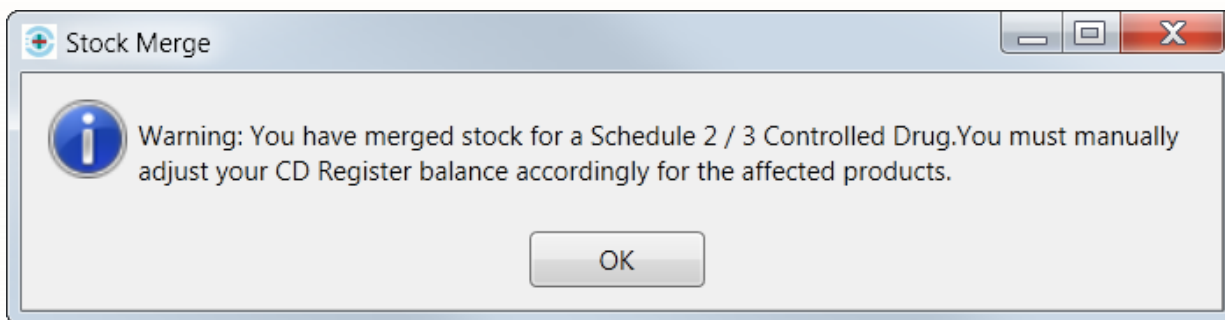 Stock Merge
Warning: You have merged stock for a Schedule 2 / 3 Controlled Drug.You must manually
adjust your CD Register balance accordingly for the affected products.
OK